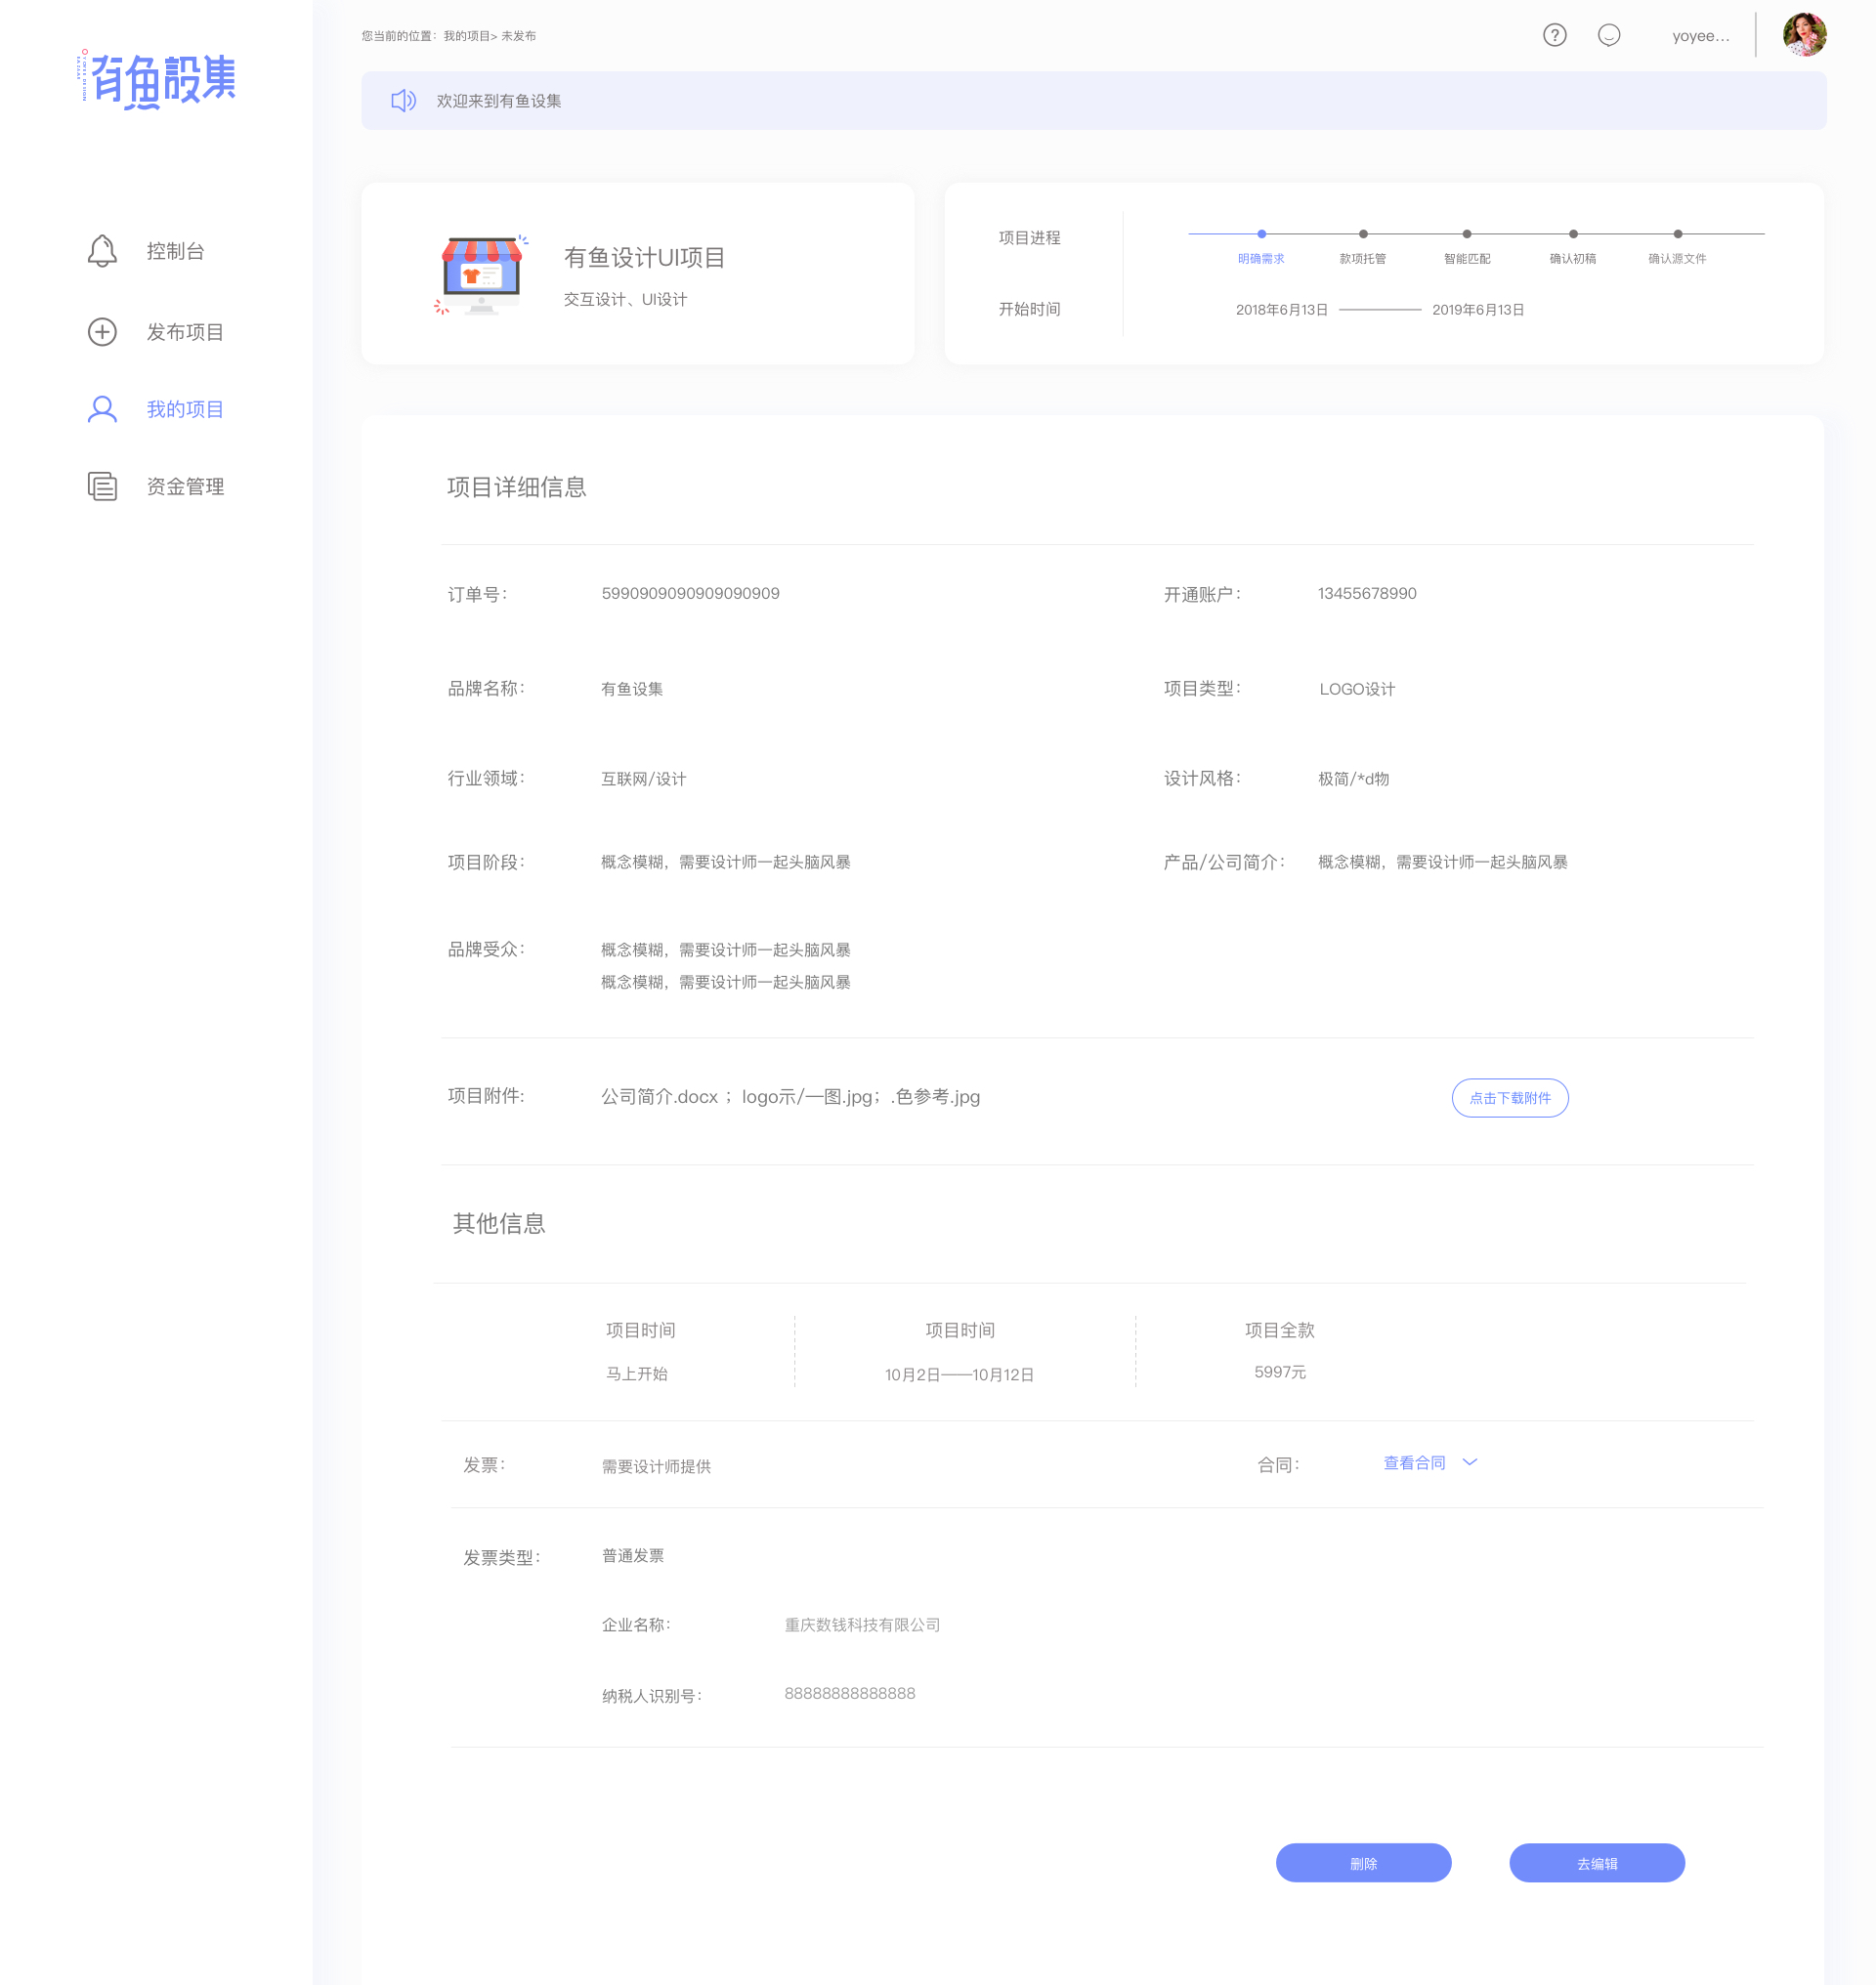 有鱼設集
您当前的位置：我的项目> 未发布
yoyee...
欢迎来到有鱼设集
控制台
发布项目
我的项目
资金管理
有鱼设计UI项目
交互设计、UI设计
项目进程
明确需求 款项托管 智能匹配 确认初稿 确认源文件
开始时间
2018年6月13日 2019年6月13日
项目详细信息
订单号： 5990909090909090909 开通账户： 13455678990
品牌名称： 有鱼设集 项目类型： LOGO设计
行业领域： 互联网/设计 设计风格： 极简/*d物
项目阶段： 概念模糊，需要设计师一起头脑风暴 产品/公司简介： 概念模糊，需要设计师一起头脑风暴
品牌受众： 概念模糊，需要设计师一起头脑风暴
概念模糊，需要设计师一起头脑风暴
项目附件: 公司简介.docx ；logo示/一图.jpg；.色参考.jpg 点击下载附件
其他信息
项目时间 项目时间 项目全款
马上开始 10月2日——10月12日 5997元
发票： 需要设计师提供 合同： 查看合同
发票类型： 普通发票
企业名称： 重庆数钱科技有限公司
纳税人识别号： 88888888888888
删除 去编辑